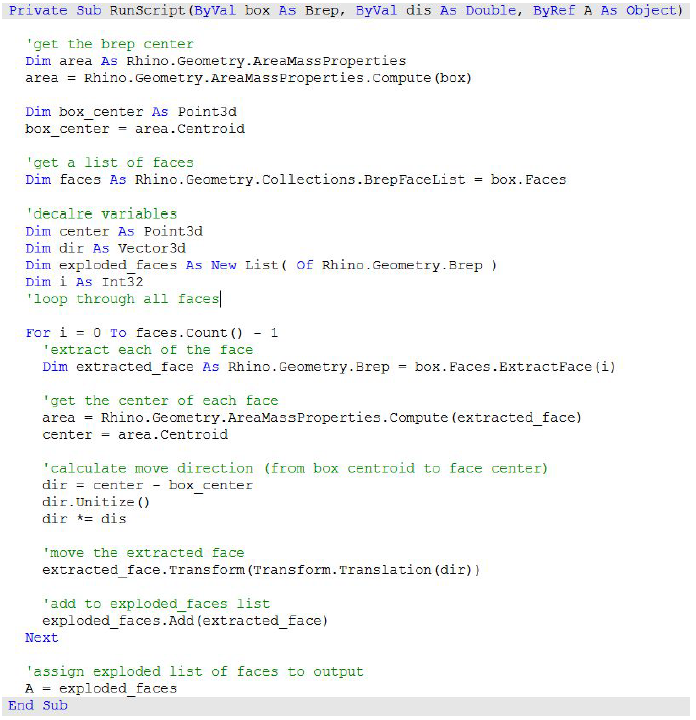 Private Sub RunScript(ByVal box As Brep, ByVal dis As Double, ByRef A As Object)
'get the brep center
Dim area As Rhino.Geometry.AreaMassProperties
area = Rhino.Geometry.AreaMassProperties.Compute(box)
Dim box_center As Point3d
box_center = area.Centroid
'get a list of faces
Dim faces As Rhino.Geometry.Collections.BrepFaceList = box.Faces
'decalre variables
Dim center As Point3d
Dim dir As Vector3d
Dim exploded_faces As New List( Of Rhino.Geometry.Brep )
Dim i As Int32
'loop through all faces
For i = 0 To faces.Count() - 1
'extract each of the face
Dim extracted_face As Rhino.Geometry.Brep = box.Faces.ExtractFace(i)
'get the center of each face
area = Rhino.Geometry.AreaMassProperties.Compute(extracted_face)
center = area.Centroid
'calculate move direction (from box centroid to face center)
dir = center - box_center
dir.Unitize()
dir *= dis
'move the extracted face
extracted_face.Transform(Transform.Translation(dir))
'add to exploded_faces list
exploded_faces.Add(extracted_face)
Next
'assign exploded list of faces to output
A = exploded_faces
End Sub